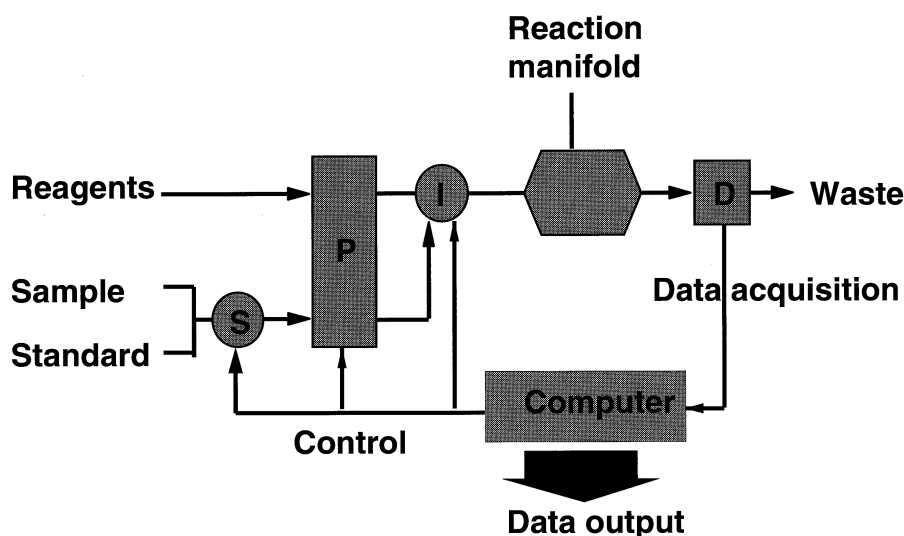 Reaction
manifold
Reagents
I
D
Waste
P
Sample
S
Standard
Data acquisition
Computer
Control
Data output